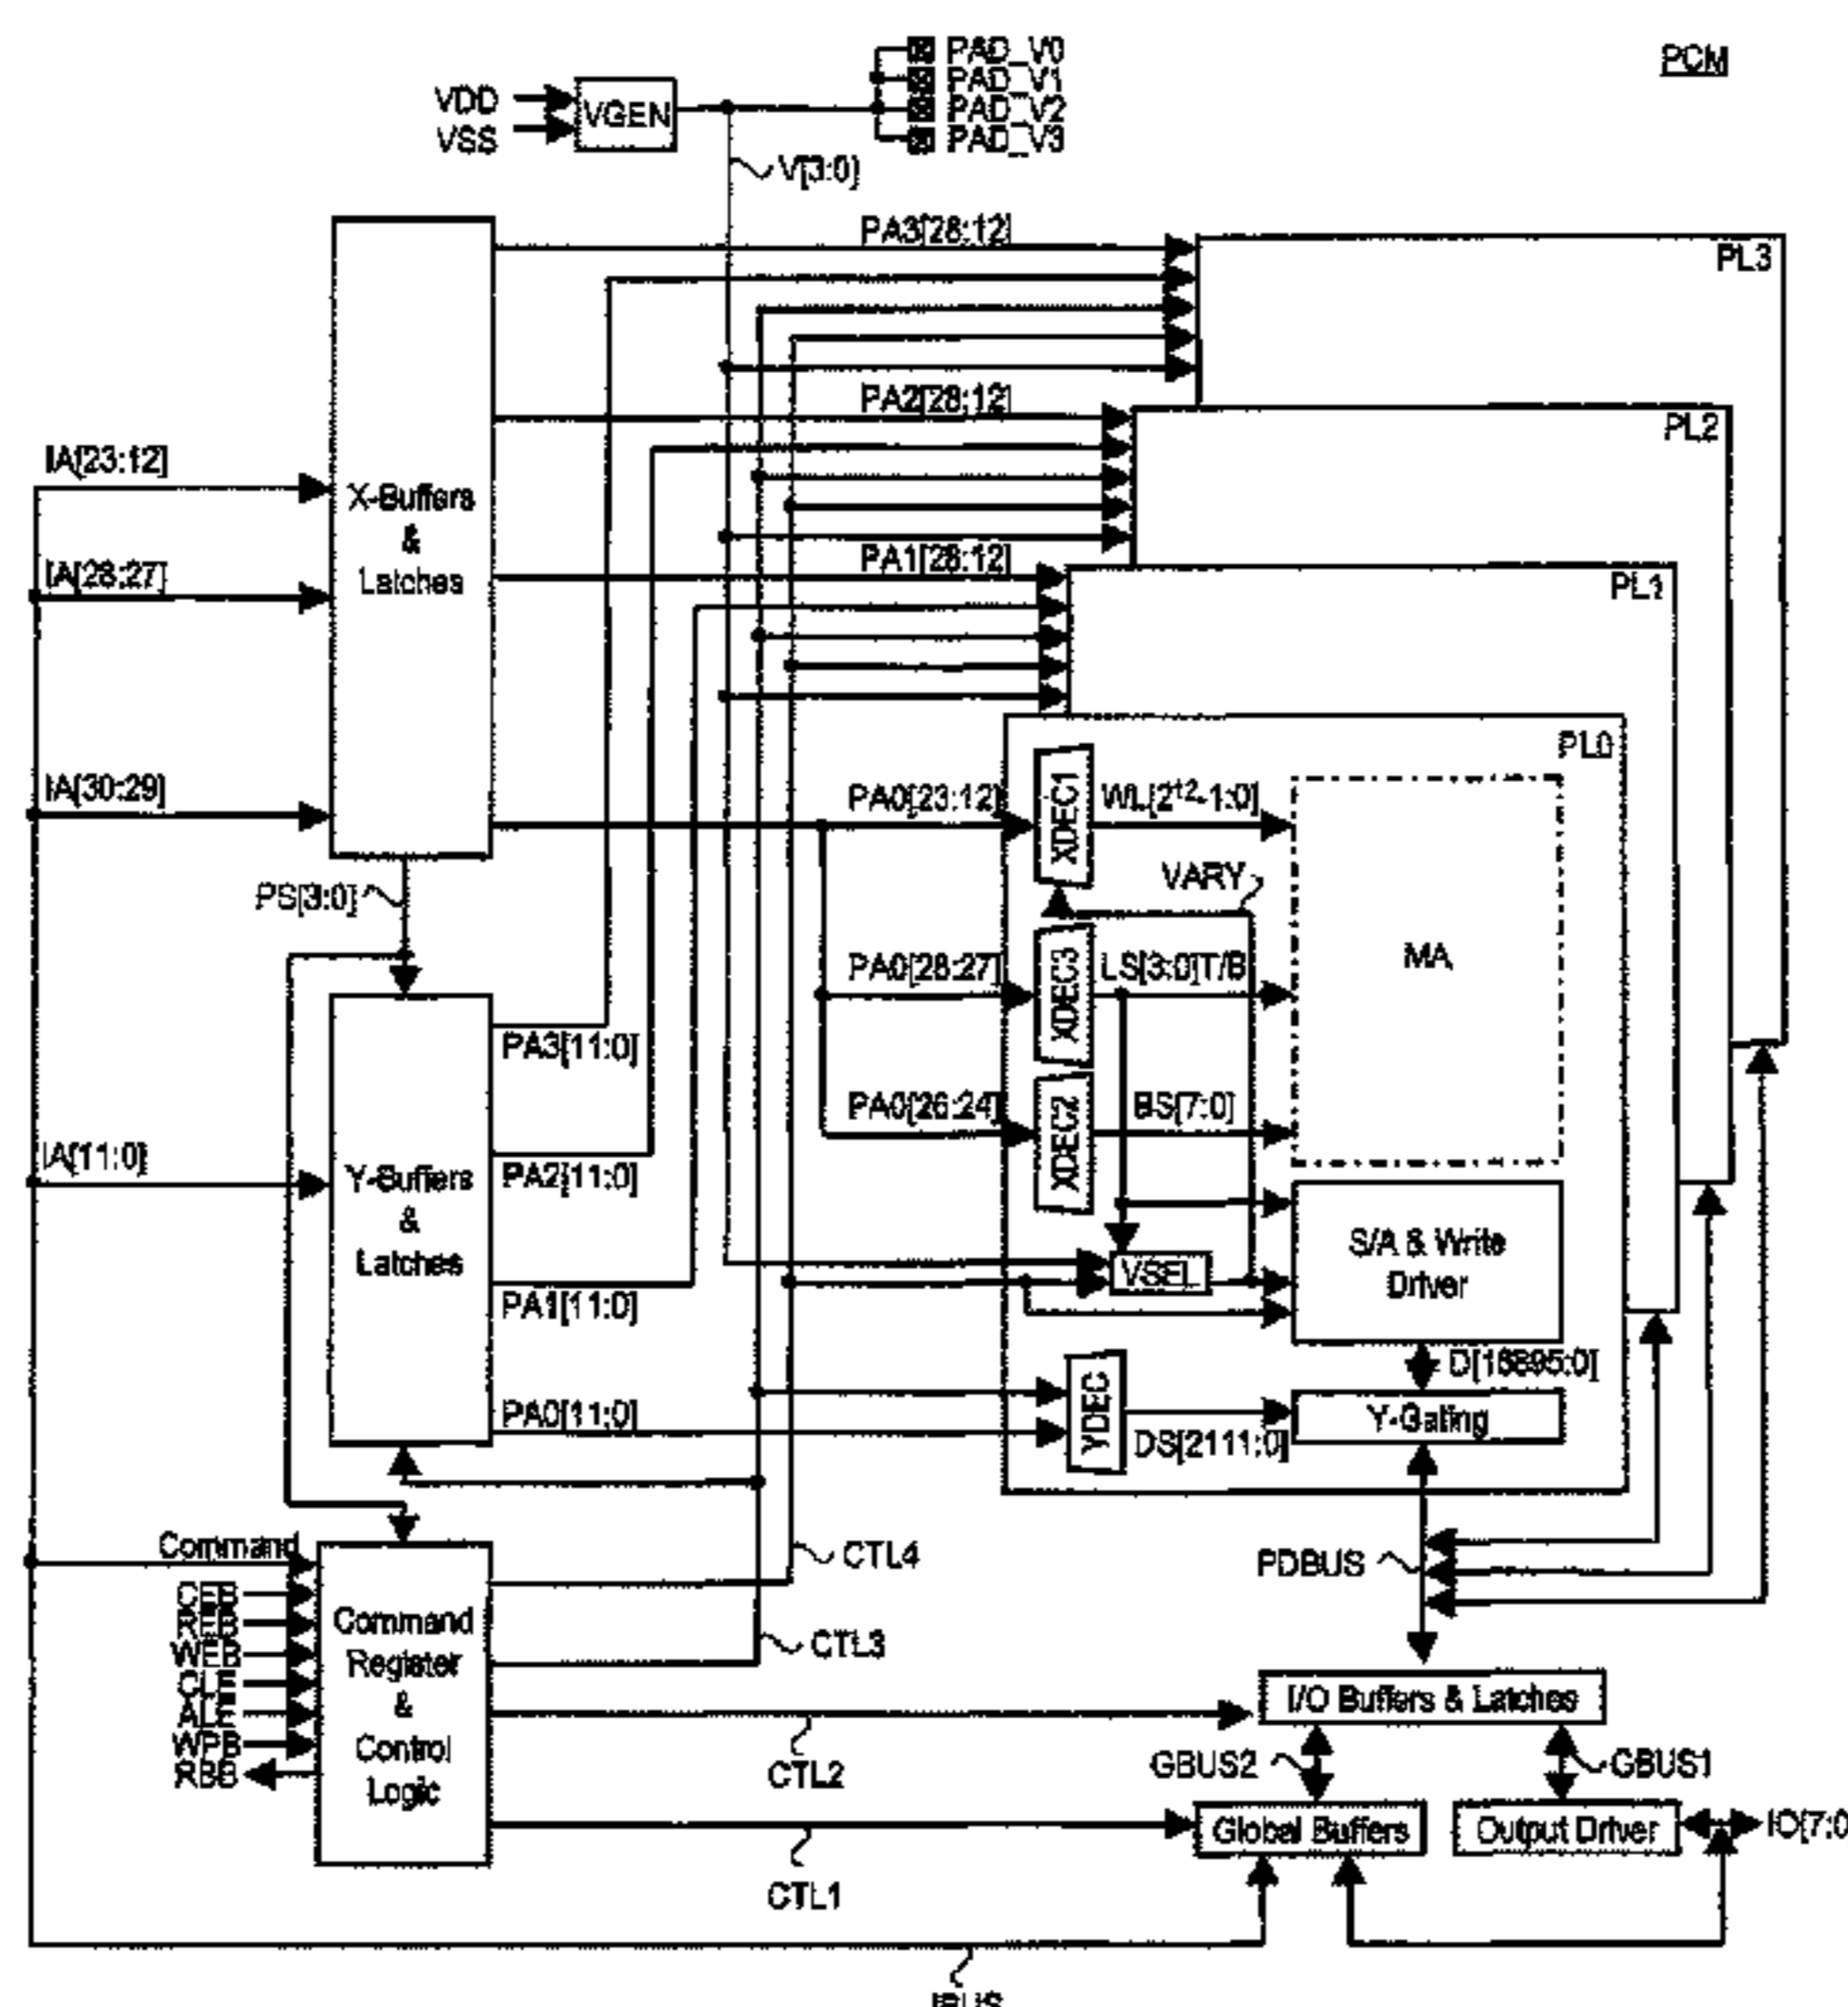 PCM
PAD_V0
PAD_V1
PAD_V2
PAD_V3
VDD
VSS
VGEN
V[3:0]
PA3[28:12]
PL3
PA2[28:12]
PL2
IA[23:12]
X-Buffers
&
Latches
IA[28:27]
PA1[28:12]
PL1
PL0
IA[30:29]
PA0[23:12]
XDEC1
WL[2¹²-1:0]
VARY
PS[3:0]
PA0[28:27]
XDEC3
LS[3:0]T/B
MA
PA3[11:0]
PA0[26:24]
XDEC2
BS[7:0]
IA[11:0]
Y-Buffers
&
Latches
PA2[11:0]
S/A & Write
Driver
VSEL
PA1[11:0]
D[16895:0]
PA0[11:0]
YDEC
DS[2111:0]
Y-Gating
Command
CEB
REB
WEB
CLE
ALE
WPB
RBB
Command
Register
&
Control
Logic
CTL4
PDBUS
CTL3
I/O Buffers & Latches
CTL2
GBUS2
GBUS1
Global Buffers
Output Driver
IO[7:0
CTL1